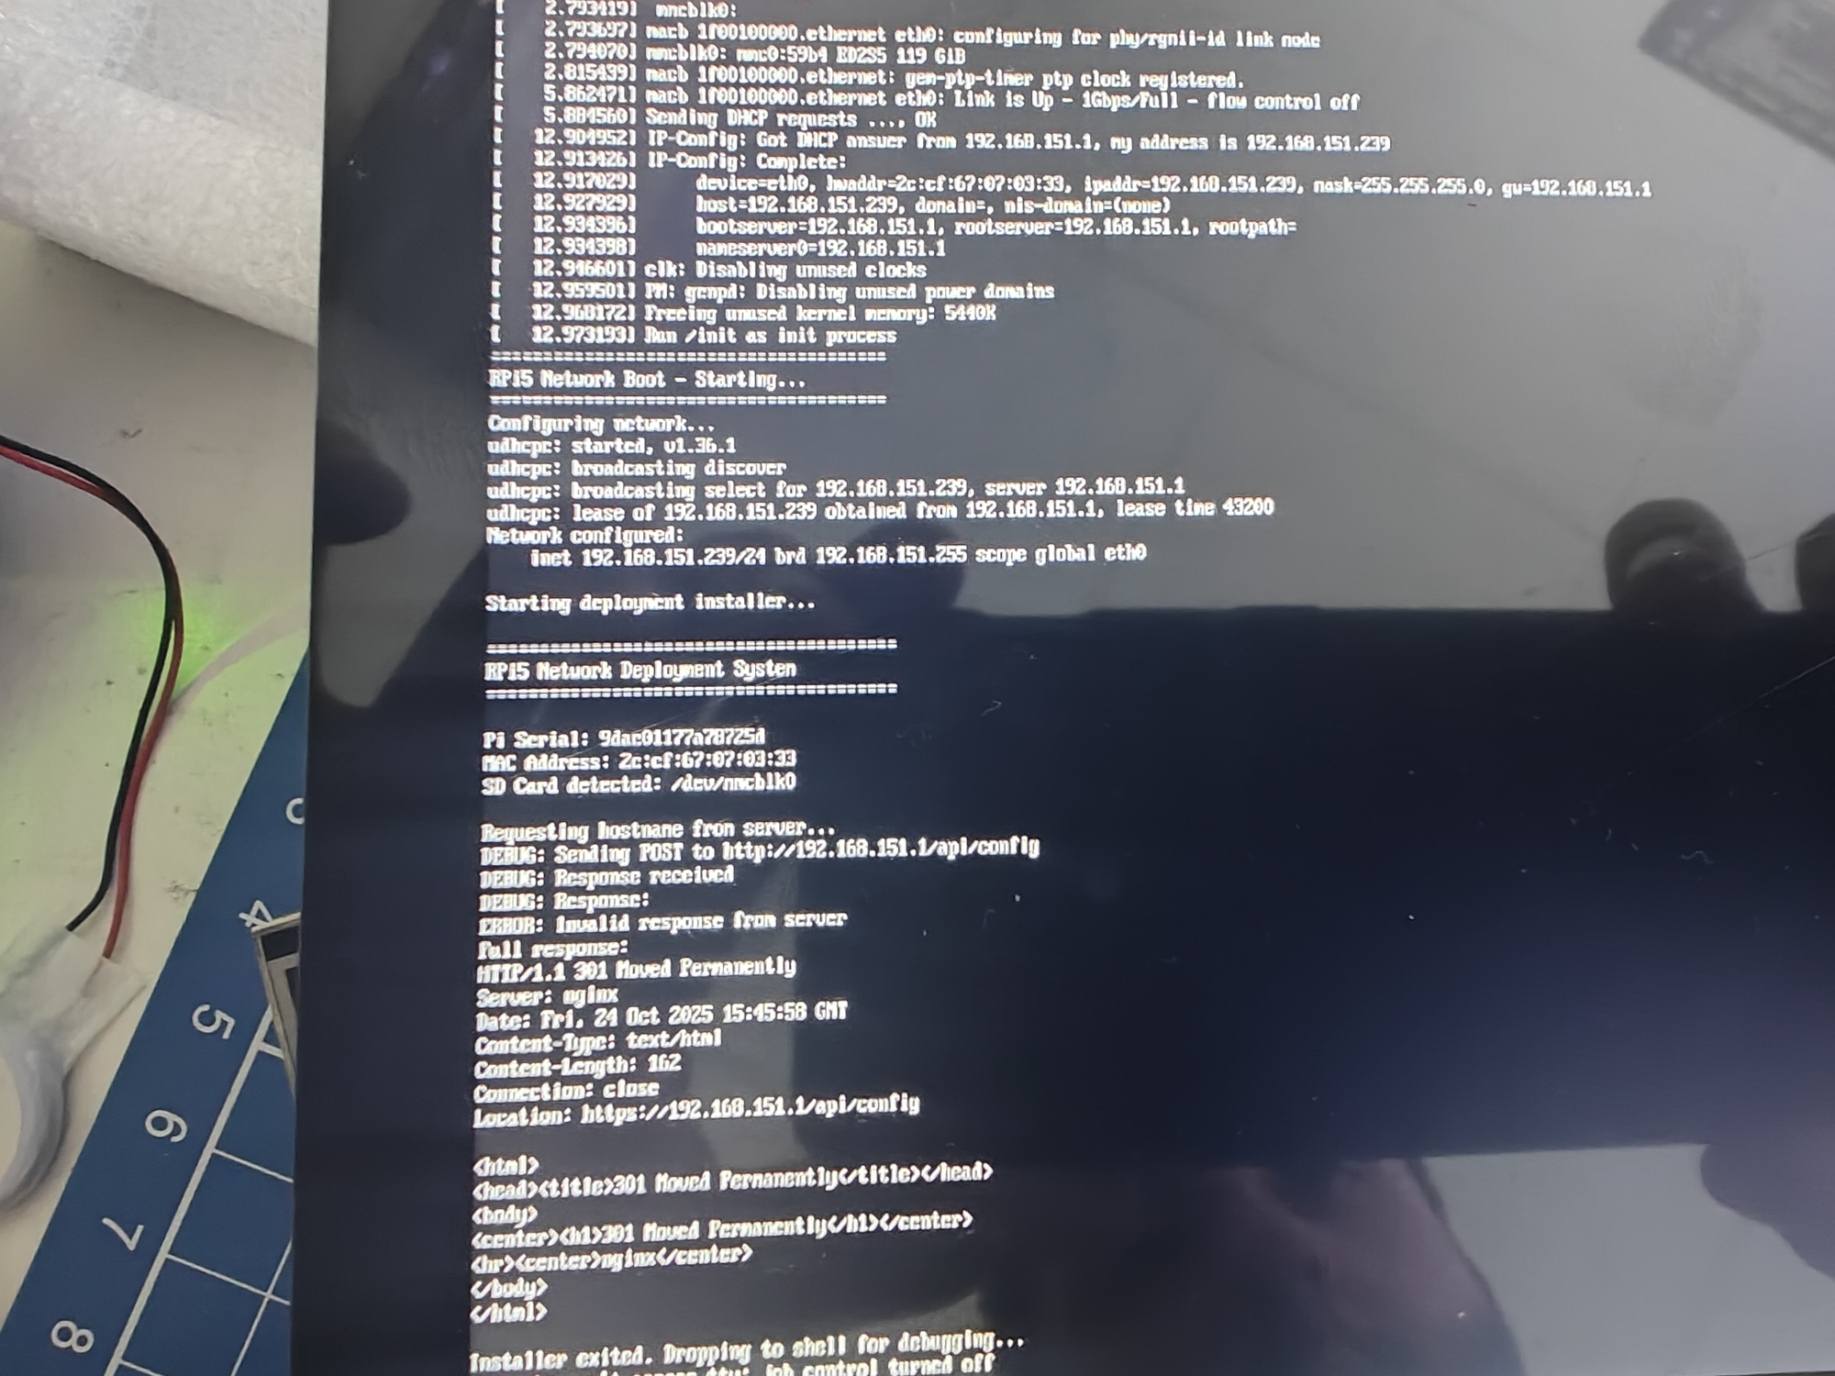 [ 2.793419] mmcblk0:
[ 2.793697] macb 1f00100000.ethernet eth0: configuring for phy/rgmii-id link mode
[ 2.794070] mmcblk0: mmc0:59b4 ED2S5 119 GiB
[ 2.815439] macb 1f00100000.ethernet: gem-ptp-timer ptp clock registered.
[ 5.862471] macb 1f00100000.ethernet eth0: Link is Up - 1Gbps/Full - flow control off
[ 5.884560] Sending DHCP requests ...., OK
[ 12.904952] IP-Config: Got DHCP answer from 192.168.151.1, my address is 192.168.151.239
[ 12.913426] IP-Config: Complete:
[ 12.917029] device=eth0, hwaddr=2c:cf:67:07:03:33, ipaddr=192.168.151.239, mask=255.255.255.0, gw=192.168.151.1
[ 12.927929] host=192.168.151.239, domain=, nis-domain=(none)
[ 12.934396] bootserver=192.168.151.1, rootserver=192.168.151.1, rootpath=
[ 12.934398] nameserver0=192.168.151.1
[ 12.946601] clk: Disabling unused clocks
[ 12.959501] PM: genpd: Disabling unused power domains
[ 12.968172] Freeing unused kernel memory: 5440K
[ 12.973193] Run /init as init process
======================================
RPi5 Network Boot - Starting...
======================================
Configuring network...
udhcpc: started, v1.36.1
udhcpc: broadcasting discover
udhcpc: broadcasting select for 192.168.151.239, server 192.168.151.1
udhcpc: lease of 192.168.151.239 obtained from 192.168.151.1, lease time 43200
Network configured:
inet 192.168.151.239/24 brd 192.168.151.255 scope global eth0
Starting deployment installer...
======================================
RPi5 Network Deployment System
======================================
Pi Serial: 9dac01177a78725d
MAC Address: 2c:cf:67:07:03:33
SD Card detected: /dev/mmcblk0
Requesting hostname from server...
DEBUG: Sending POST to http://192.168.151.1/api/config
DEBUG: Response received
DEBUG: Response:
ERROR: Invalid response from server
Full response:
HTTP/1.1 301 Moved Permanently
Server: nginx
Date: Fri, 24 Oct 2025 15:45:58 GMT
Content-Type: text/html
Content-Length: 162
Connection: close
Location: https://192.168.151.1/api/config
<html>
<head><title>301 Moved Permanently</title></head>
<body>
<center><h1>301 Moved Permanently</h1></center>
<hr><center>nginx</center>
</body>
</html>
Installer exited. Dropping to shell for debugging...
job control turned off
4
5
6
7
8